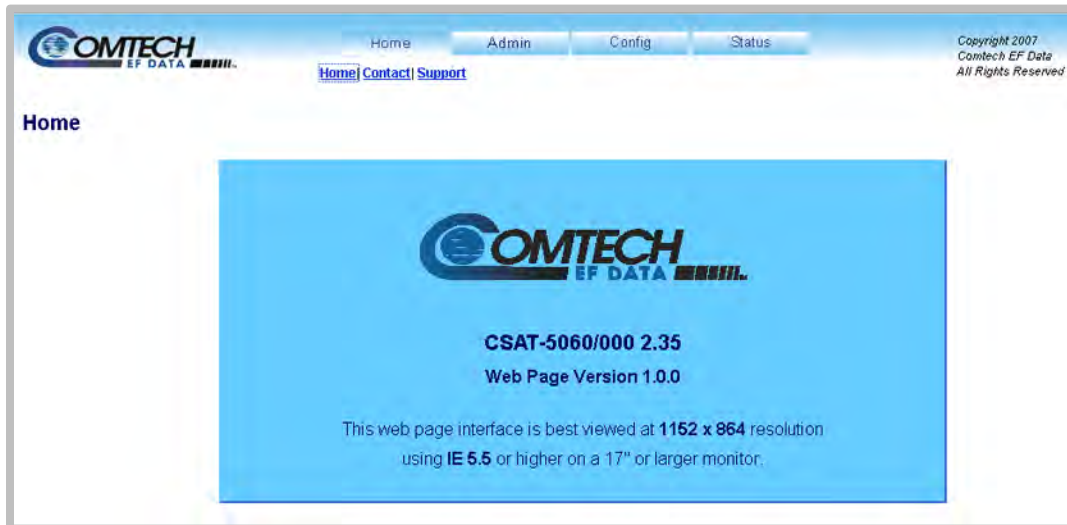 COMTECH
EF DATA
Home Admin Config Status
Home| Contact| Support
Copyright 2007
Comtech EF Data
All Rights Reserved
Home
COMTECH
EF DATA
CSAT-5060/000 2.35
Web Page Version 1.0.0
This web page interface is best viewed at 1152 x 864 resolution
using IE 5.5 or higher on a 17" or larger monitor.